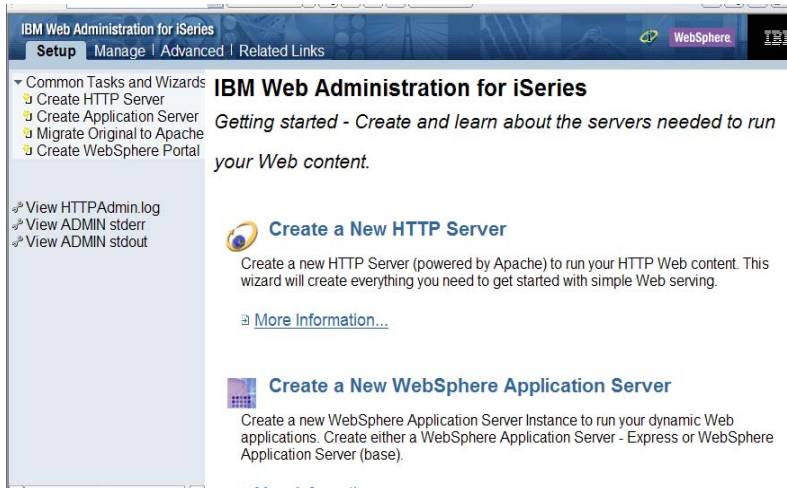 IBM Web Administration for iSeries
Setup Manage | Advanced | Related Links
WebSphere.
Common Tasks and Wizards
Create HTTP Server
Create Application Server
Migrate Original to Apache
Create WebSphere Portal
View HTTPAdmin.log
View ADMIN stderr
View ADMIN stdout
IBM Web Administration for iSeries
Getting started - Create and learn about the servers needed to run
your Web content.
Create a New HTTP Server
Create a new HTTP Server (powered by Apache) to run your HTTP Web content. This
wizard will create everything you need to get started with simple Web serving.
More Information...
Create a New WebSphere Application Server
Create a new WebSphere Application Server Instance to run your dynamic Web
applications. Create either a WebSphere Application Server - Express or WebSphere
Application Server (base).